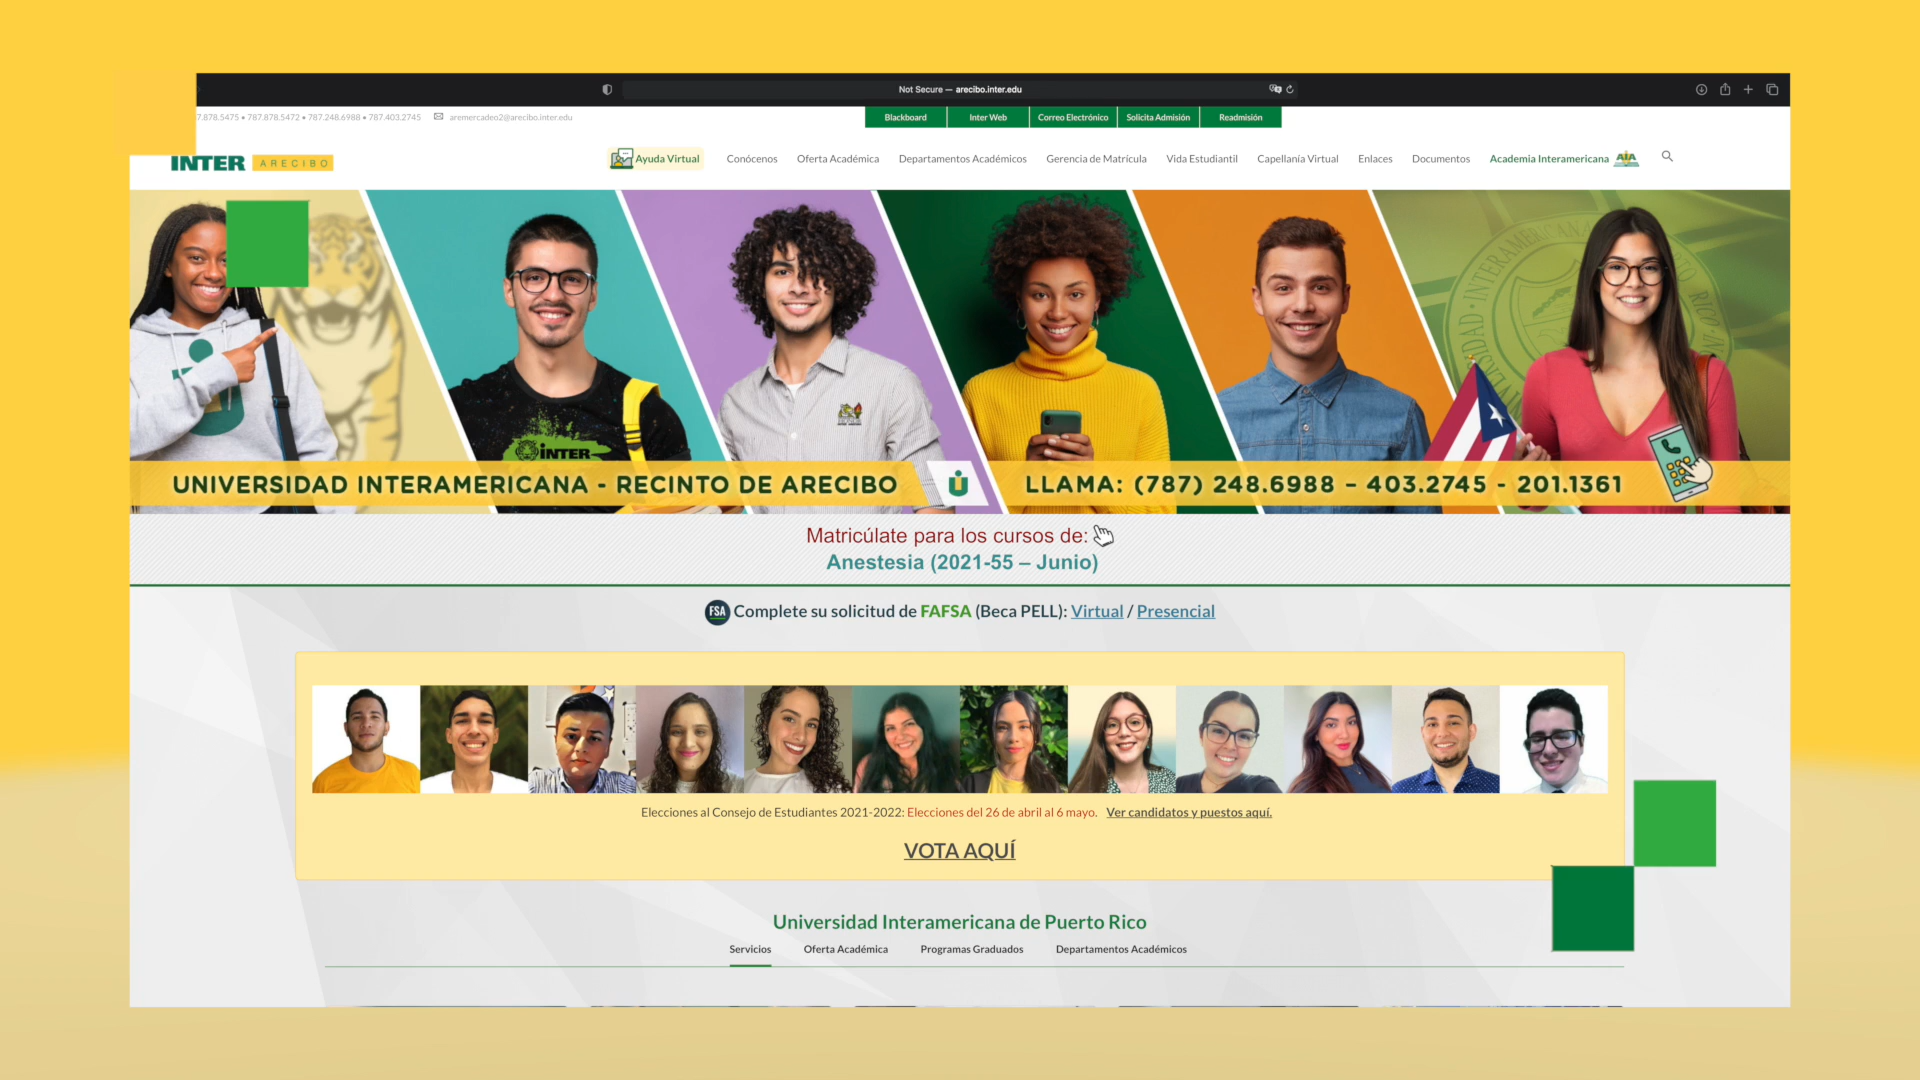 Not Secure — arecibo.inter.edu
7.878.5475 • 787.878.5472 • 787.248.6988 • 787.403.2745 aremercadeo2@arecibo.inter.edu
Blackboard Inter Web Correo Electrónico Solicita Admisión Readmisión
INTER ARECIBO
Ayuda Virtual Conócenos Oferta Académica Departamentos Académicos Gerencia de Matrícula Vida Estudiantil Capellanía Virtual Enlaces Documentos Academia Interamericana AIA
INTER
UNIVERSIDAD INTERAMERICANA - RECINTO DE ARECIBO
LLAMA: (787) 248.6988 – 403.2745 - 201.1361
Matricúlate para los cursos de:
Anestesia (2021-55 – Junio)
FSA Complete su solicitud de FAFSA (Beca PELL): Virtual / Presencial
Elecciones al Consejo de Estudiantes 2021-2022: Elecciones del 26 de abril al 6 mayo. Ver candidatos y puestos aquí.
VOTA AQUÍ
Universidad Interamericana de Puerto Rico
Servicios Oferta Académica Programas Graduados Departamentos Académicos